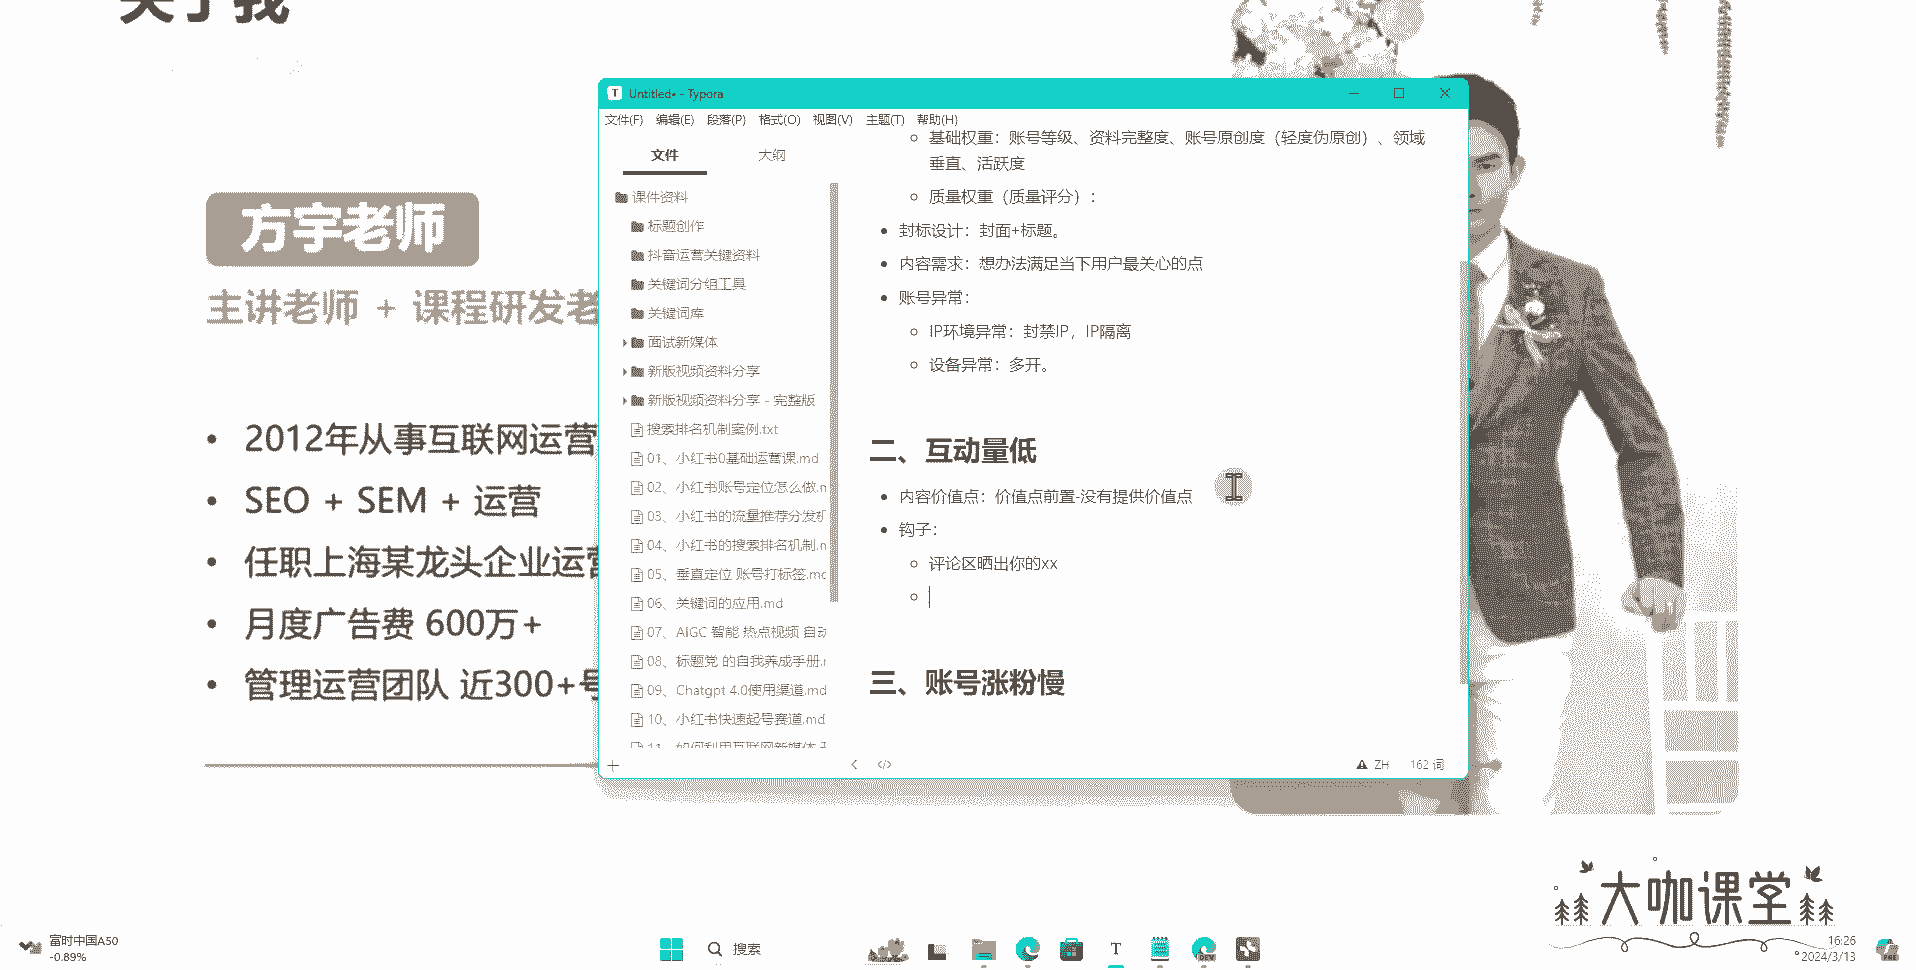 关于我
方宇老师
主讲老师 + 课程研发老
2012年从事互联网运营
SEO + SEM + 运营
任职上海某龙头企业运营
月度广告费 600万+
管理运营团队 近300+号
Untitled• - Typora
文件(F) 编辑(E) 段落(P) 格式(O) 视图(V) 主题(T) 帮助(H)
文件 大纲
课件资料
标题创作
抖音运营关键资料
关键词分组工具
关键词库
面试新媒体
新版视频资料分享
新版视频资料分享 - 完整版
搜索排名机制案例.txt
01、小红书0基础运营课.md
02、小红书账号定位怎么做.m
03、小红书的流量推荐分发机
04、小红书的搜索排名机制.m
05、垂直定位 账号打标签.mc
06、关键词的应用.md
07、AIGC 智能 热点视频 自动
08、标题党 的自我养成手册.r
09、Chatgpt 4.0使用渠道.md
10、小红书快速起号赛道.md
11、如何利用互联网新媒体
基础权重：账号等级、资料完整度、账号原创度（轻度伪原创）、领域
垂直、活跃度
质量权重（质量评分）：
封标设计：封面+标题。
内容需求：想办法满足当下用户最关心的点
账号异常：
IP环境异常：封禁IP，IP隔离
设备异常：多开。
二、互动量低
内容价值点：价值点前置-没有提供价值点
钩子：
评论区晒出你的xx
三、账号涨粉慢
ZH 162 词
大咖课堂
富时中国A50
-0.89%
搜索
DEV
16:26
2024/3/13
PRE